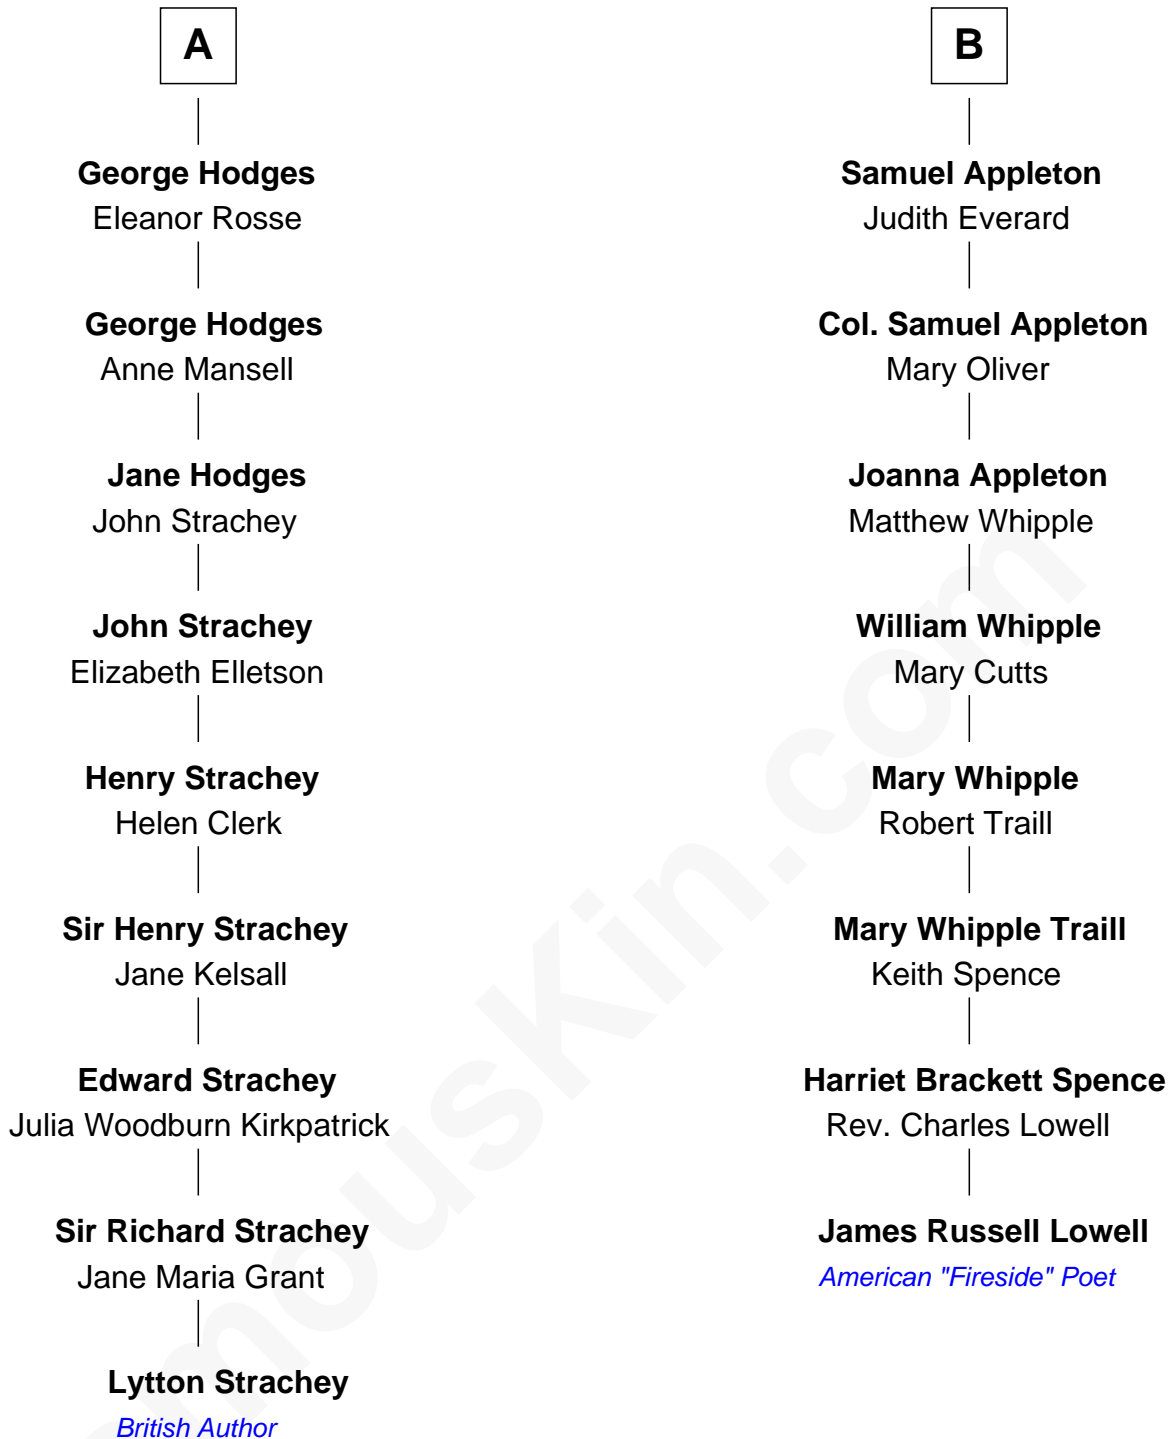 A
George Hodges
Eleanor Rosse
George Hodges
Anne Mansell
Jane Hodges
John Strachey
John Strachey
Elizabeth Elletson
Henry Strachey
Helen Clerk
Sir Henry Strachey
Jane Kelsall
Edward Strachey
Julia Woodburn Kirkpatrick
Sir Richard Strachey
Jane Maria Grant
Lytton Strachey
British Author
B
Samuel Appleton
Judith Everard
Col. Samuel Appleton
Mary Oliver
Joanna Appleton
Matthew Whipple
William Whipple
Mary Cutts
Mary Whipple
Robert Traill
Mary Whipple Traill
Keith Spence
Harriet Brackett Spence
Rev. Charles Lowell
James Russell Lowell
American "Fireside" Poet
mousKin.com